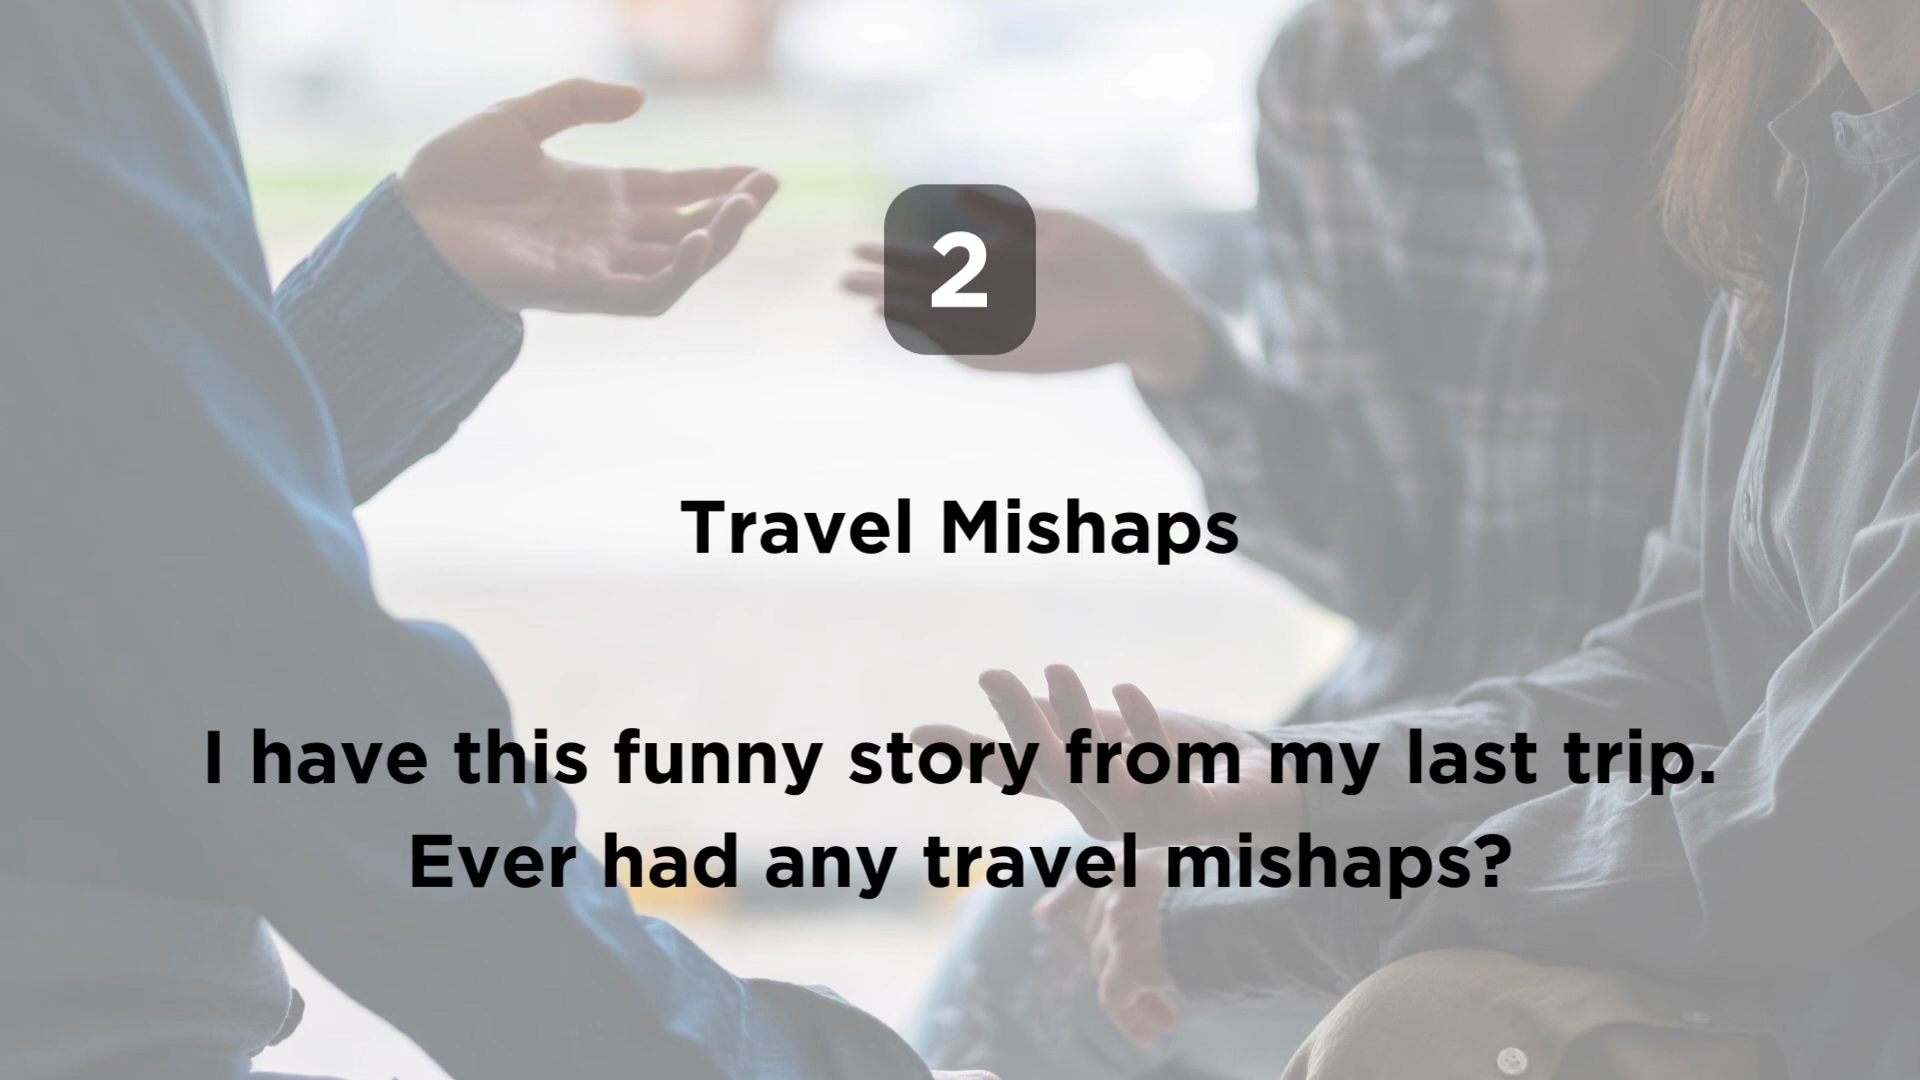 2
Travel Mishaps
I have this funny story from my last trip.
Ever had any travel mishaps?